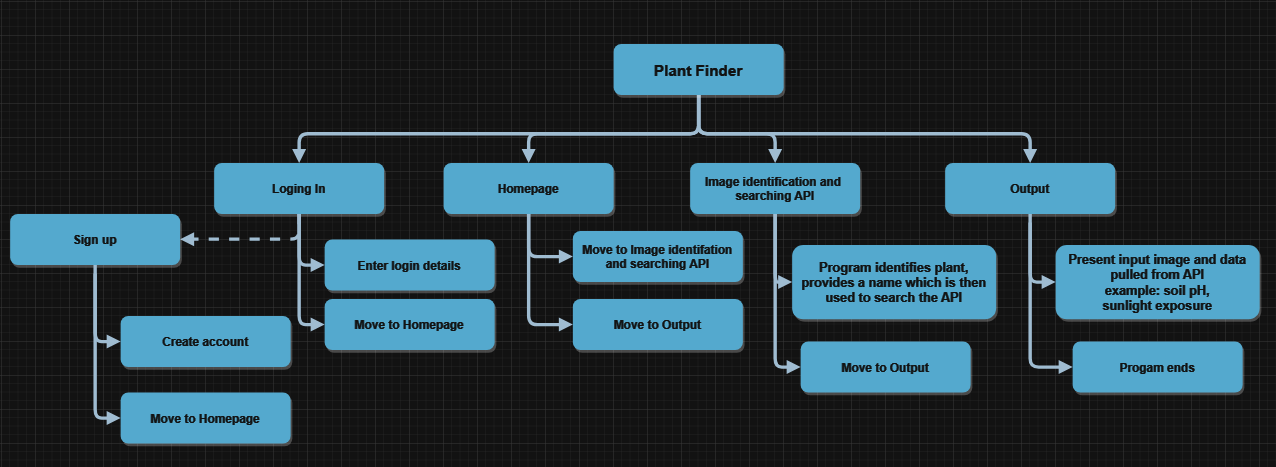 Plant Finder
Loging In
Homepage
Image identification and
searching API
Output
Sign up
Enter login details
Move to Homepage
Create account
Move to Homepage
Move to Image identifation
and searching API
Move to Output
Program identifies plant,
provides a name which is then
used to search the API
Move to Output
Present input image and data
pulled from API
example: soil pH,
sunlight exposure
Progam ends